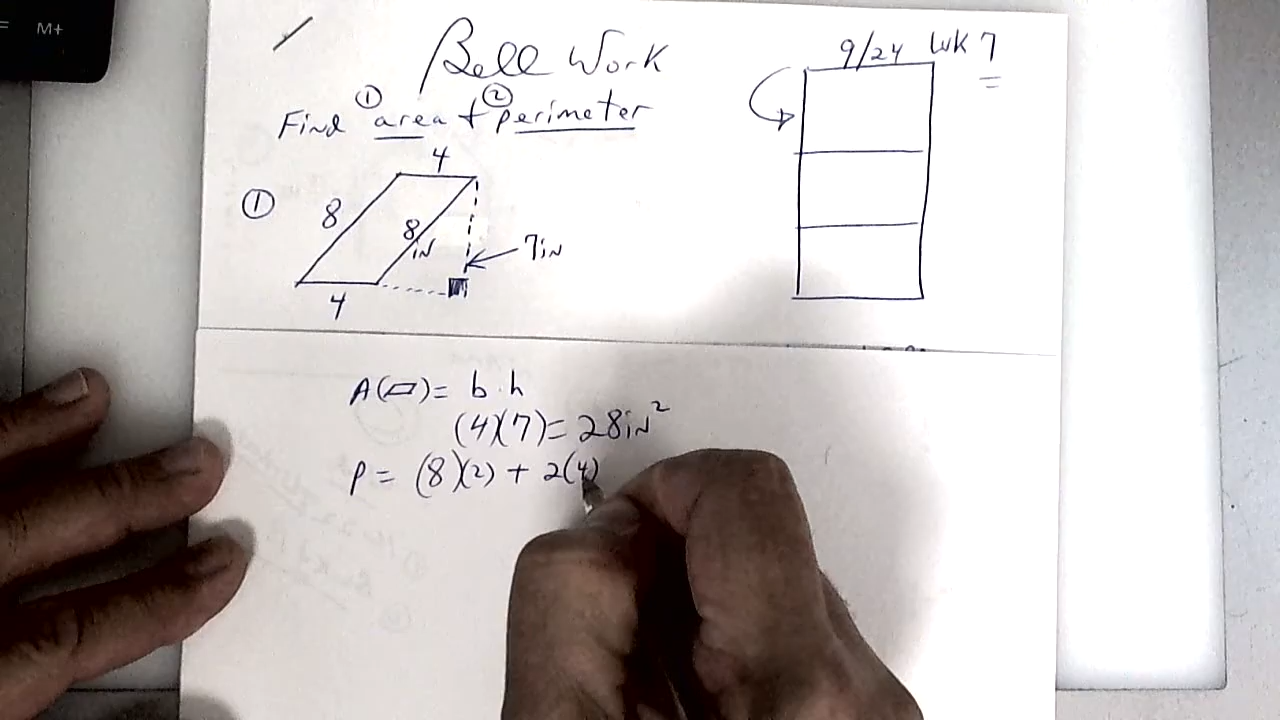 = M+
Bell Work
9/24 WK 7
Find ① area + ② perimeter
①
4
8
8
in
7in
4
A(▱) = b · h
(4)(7) = 28in²
P = (8)(2) + 2(4)